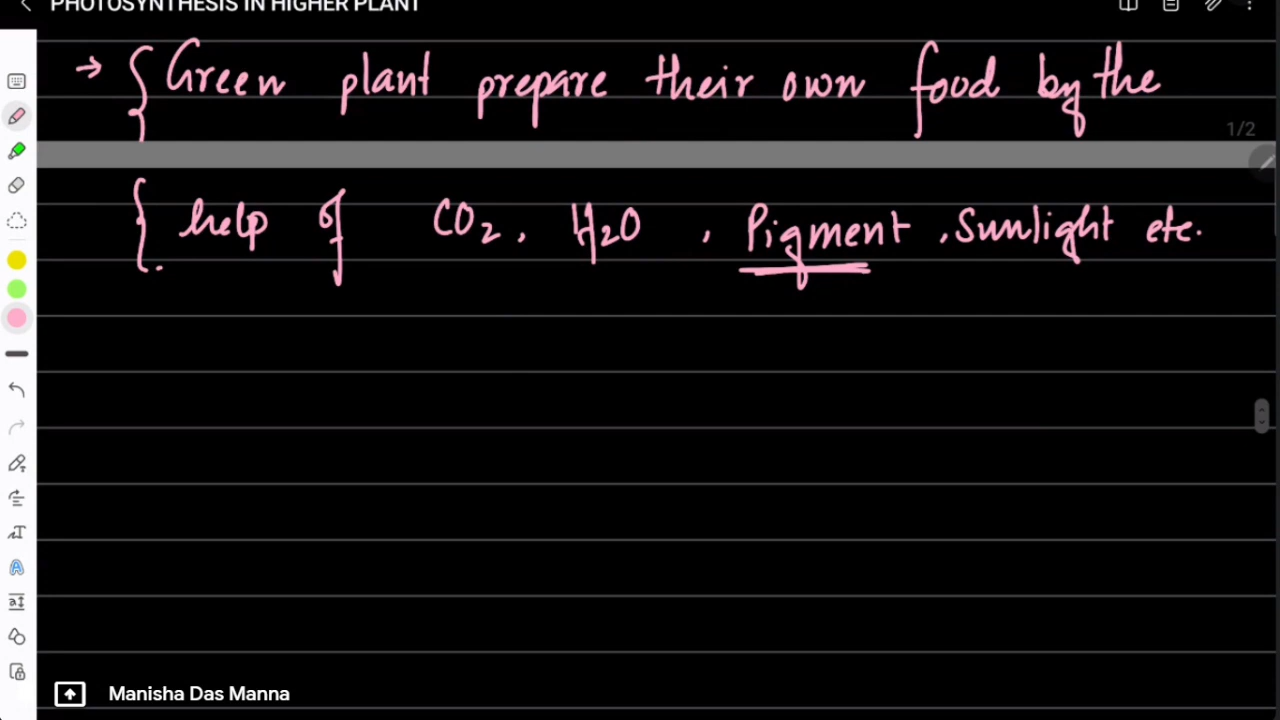 PHOTOSYNTHESIS IN HIGHER PLANT
→ { Green plant prepare their own food by the
1/2
{ help of CO2, H2O, Pigment, Sunlight etc.
Manisha Das Manna